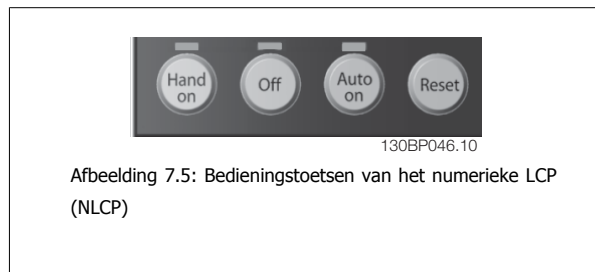 Hand
on
Off
Auto
on
Reset
130BP046.10
Afbeelding 7.5: Bedieningstoetsen van het numerieke LCP
(NLCP)